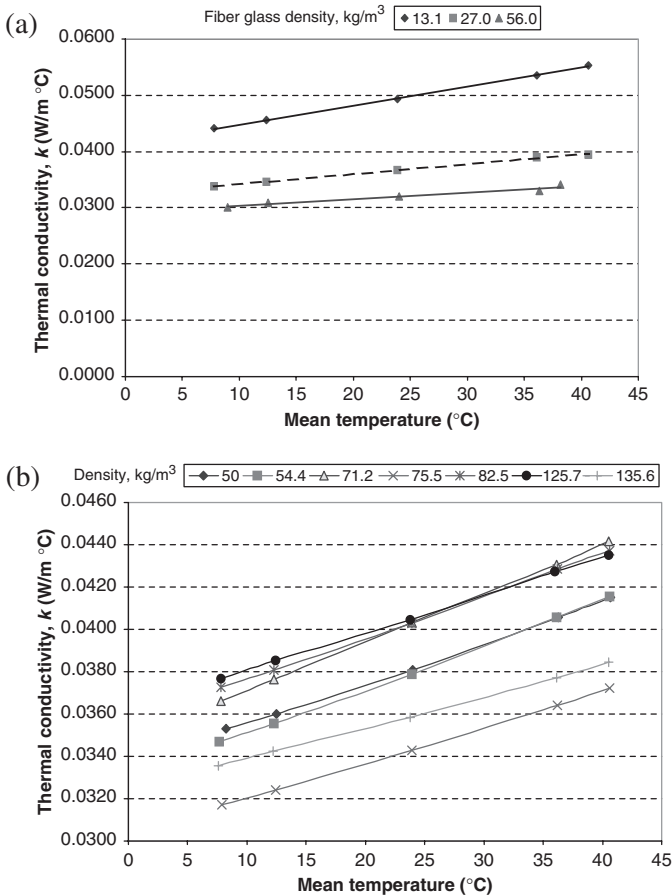 (a)
Fiber glass density, kg/m³ 13.1 27.0 56.0
Thermal conductivity, k (W/m °C)
0.0600
0.0500
0.0400
0.0300
0.0200
0.0100
0.0000
0 5 10 15 20 25 30 35 40 45
Mean temperature (°C)
(b)
Density, kg/m³ 50 54.4 71.2 75.5 82.5 125.7 135.6
Thermal conductivity, k (W/m °C)
0.0460
0.0440
0.0420
0.0400
0.0380
0.0360
0.0340
0.0320
0.0300
0 5 10 15 20 25 30 35 40 45
Mean temperature (°C)